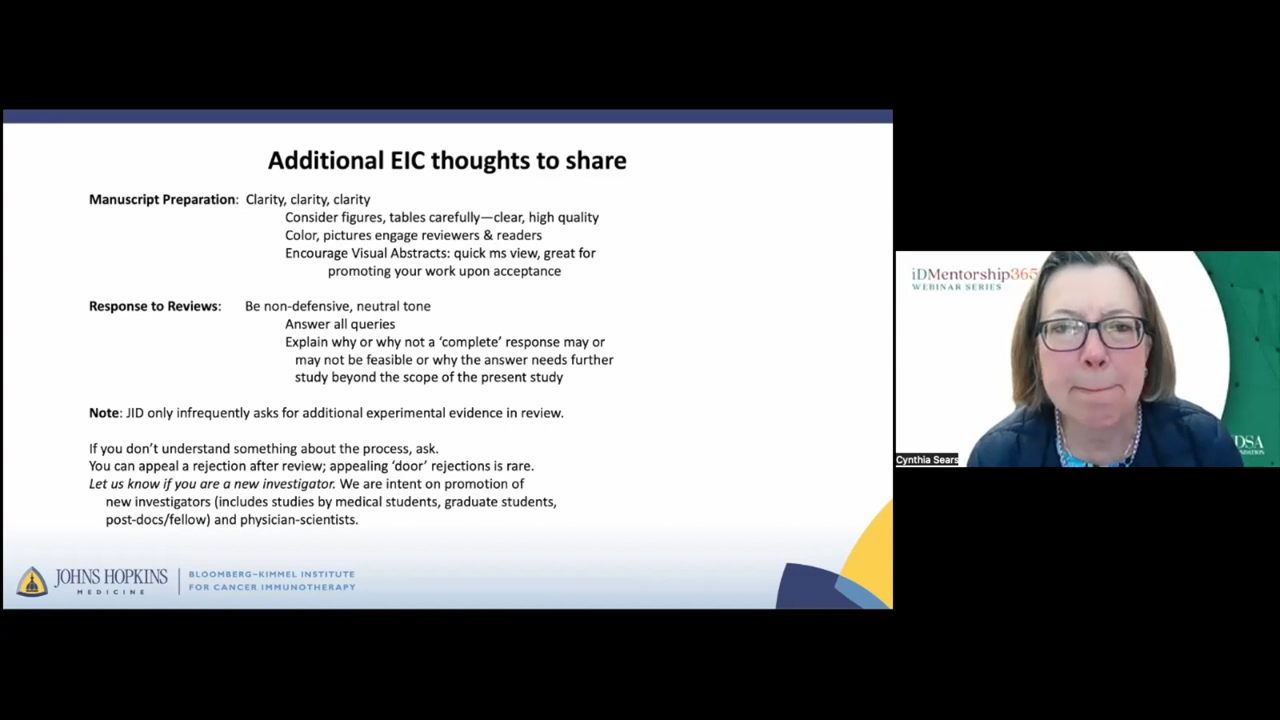 Additional EIC thoughts to share
Manuscript Preparation: Clarity, clarity, clarity
Consider figures, tables carefully—clear, high quality
Color, pictures engage reviewers & readers
Encourage Visual Abstracts: quick ms view, great for
promoting your work upon acceptance
Response to Reviews: Be non-defensive, neutral tone
Answer all queries
Explain why or why not a ‘complete’ response may or
may not be feasible or why the answer needs further
study beyond the scope of the present study
Note: JID only infrequently asks for additional experimental evidence in review.
If you don’t understand something about the process, ask.
You can appeal a rejection after review; appealing ‘door’ rejections is rare.
Let us know if you are a new investigator. We are intent on promotion of
new investigators (includes studies by medical students, graduate students,
post-docs/fellow) and physician-scientists.
JOHNS HOPKINS
MEDICINE
BLOOMBERG~KIMMEL INSTITUTE
FOR CANCER IMMUNOTHERAPY
iDMentorship365
WEBINAR SERIES
Cynthia Sears